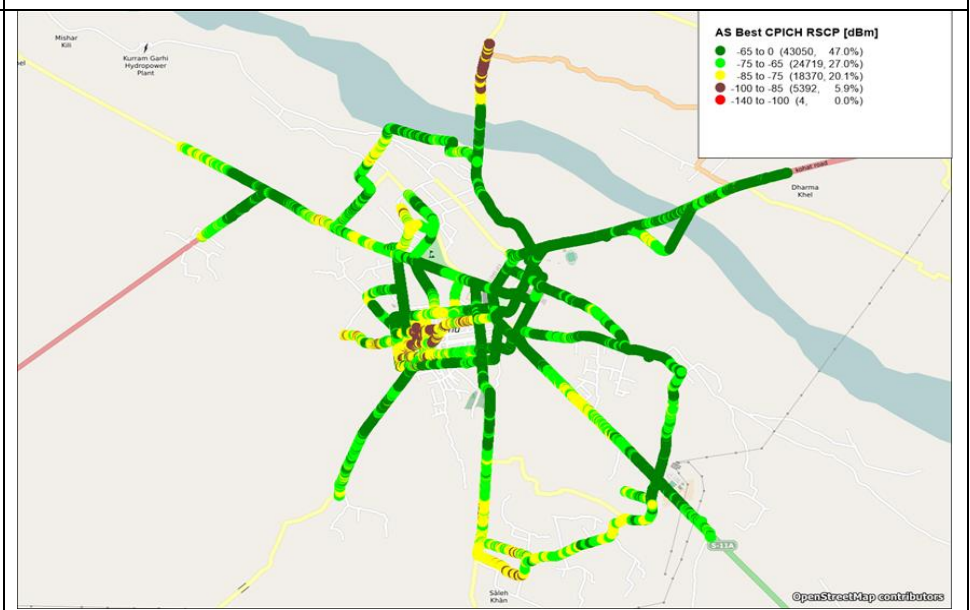 AS Best CPICH RSCP [dBm]
-65 to 0 (43050, 47.0%)
-75 to -65 (24719, 27.0%)
-85 to -75 (18370, 20.1%)
-100 to -85 (5392, 5.9%)
-140 to -100 (4, 0.0%)
Mishar
Kili
Kurram Garhi
Hydropower
Plant
kohat road
Dharma
Khel
S-11A
Saleh
Khan
OpenStreetMap contributors